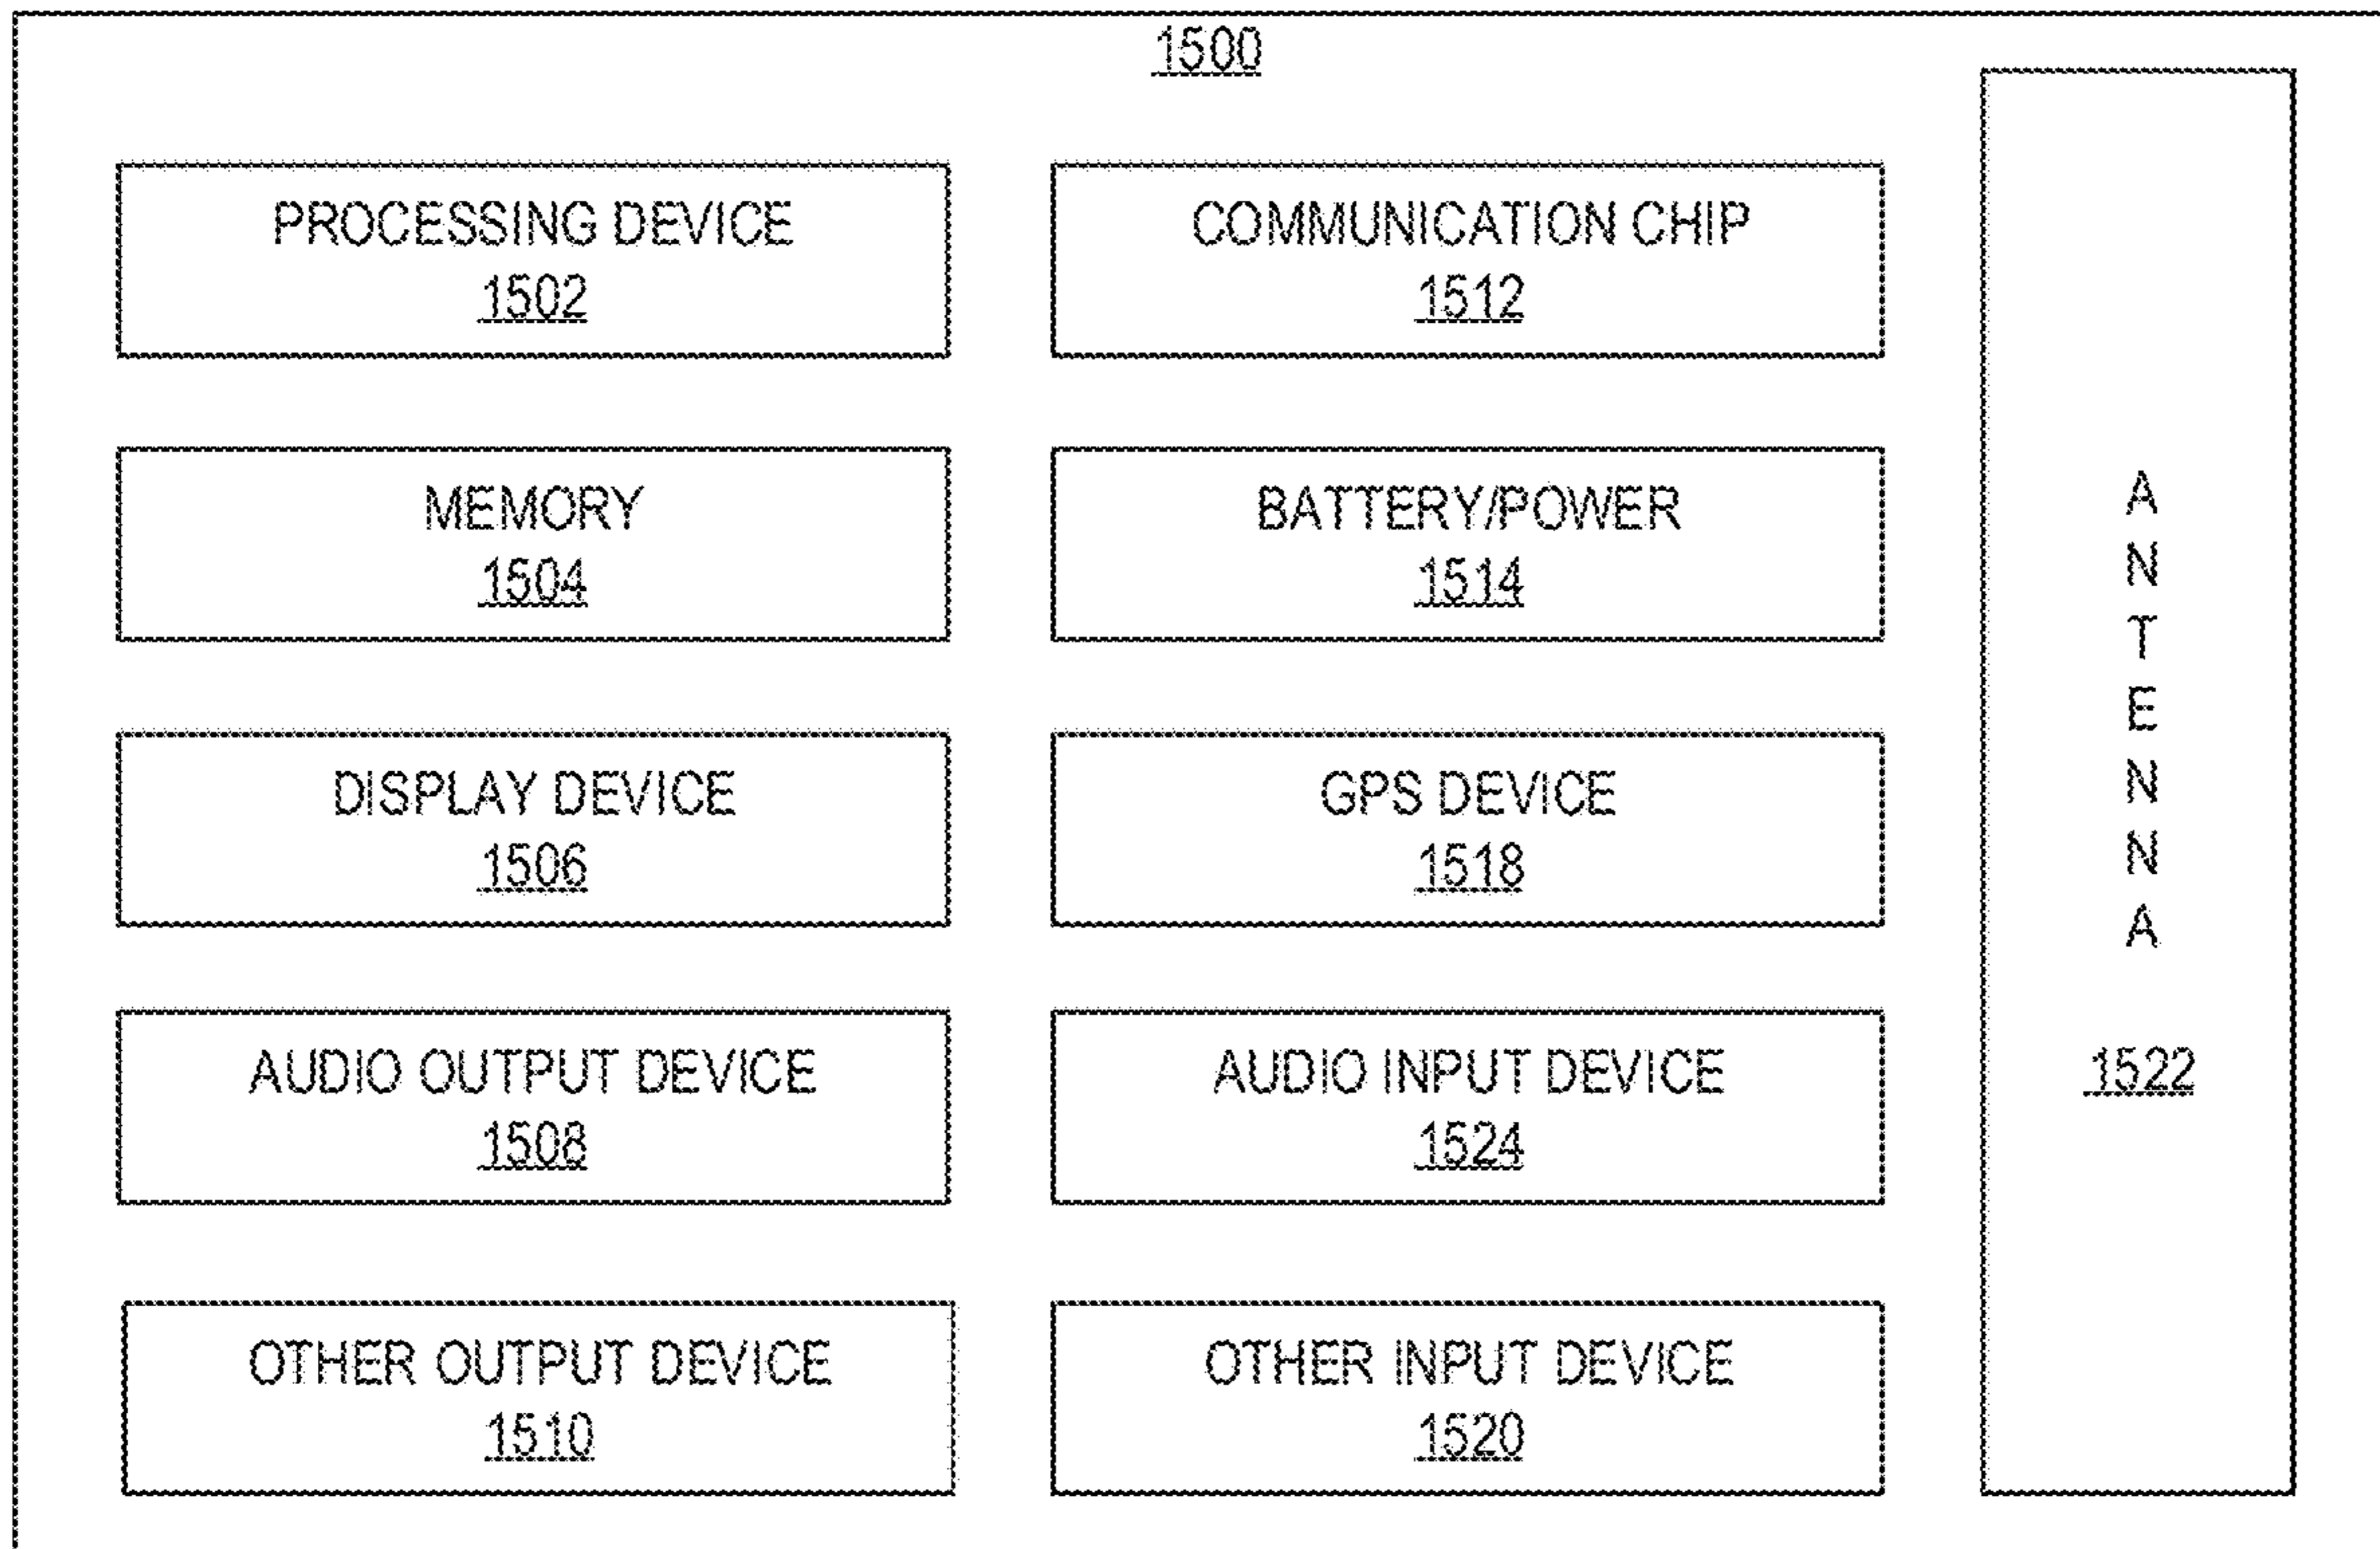 1500
PROCESSING DEVICE
1502
COMMUNICATION CHIP
1512
MEMORY
1504
BATTERY/POWER
1514
DISPLAY DEVICE
1506
GPS DEVICE
1518
AUDIO OUTPUT DEVICE
1508
AUDIO INPUT DEVICE
1524
OTHER OUTPUT DEVICE
1510
OTHER INPUT DEVICE
1520
ANTENNA
1522